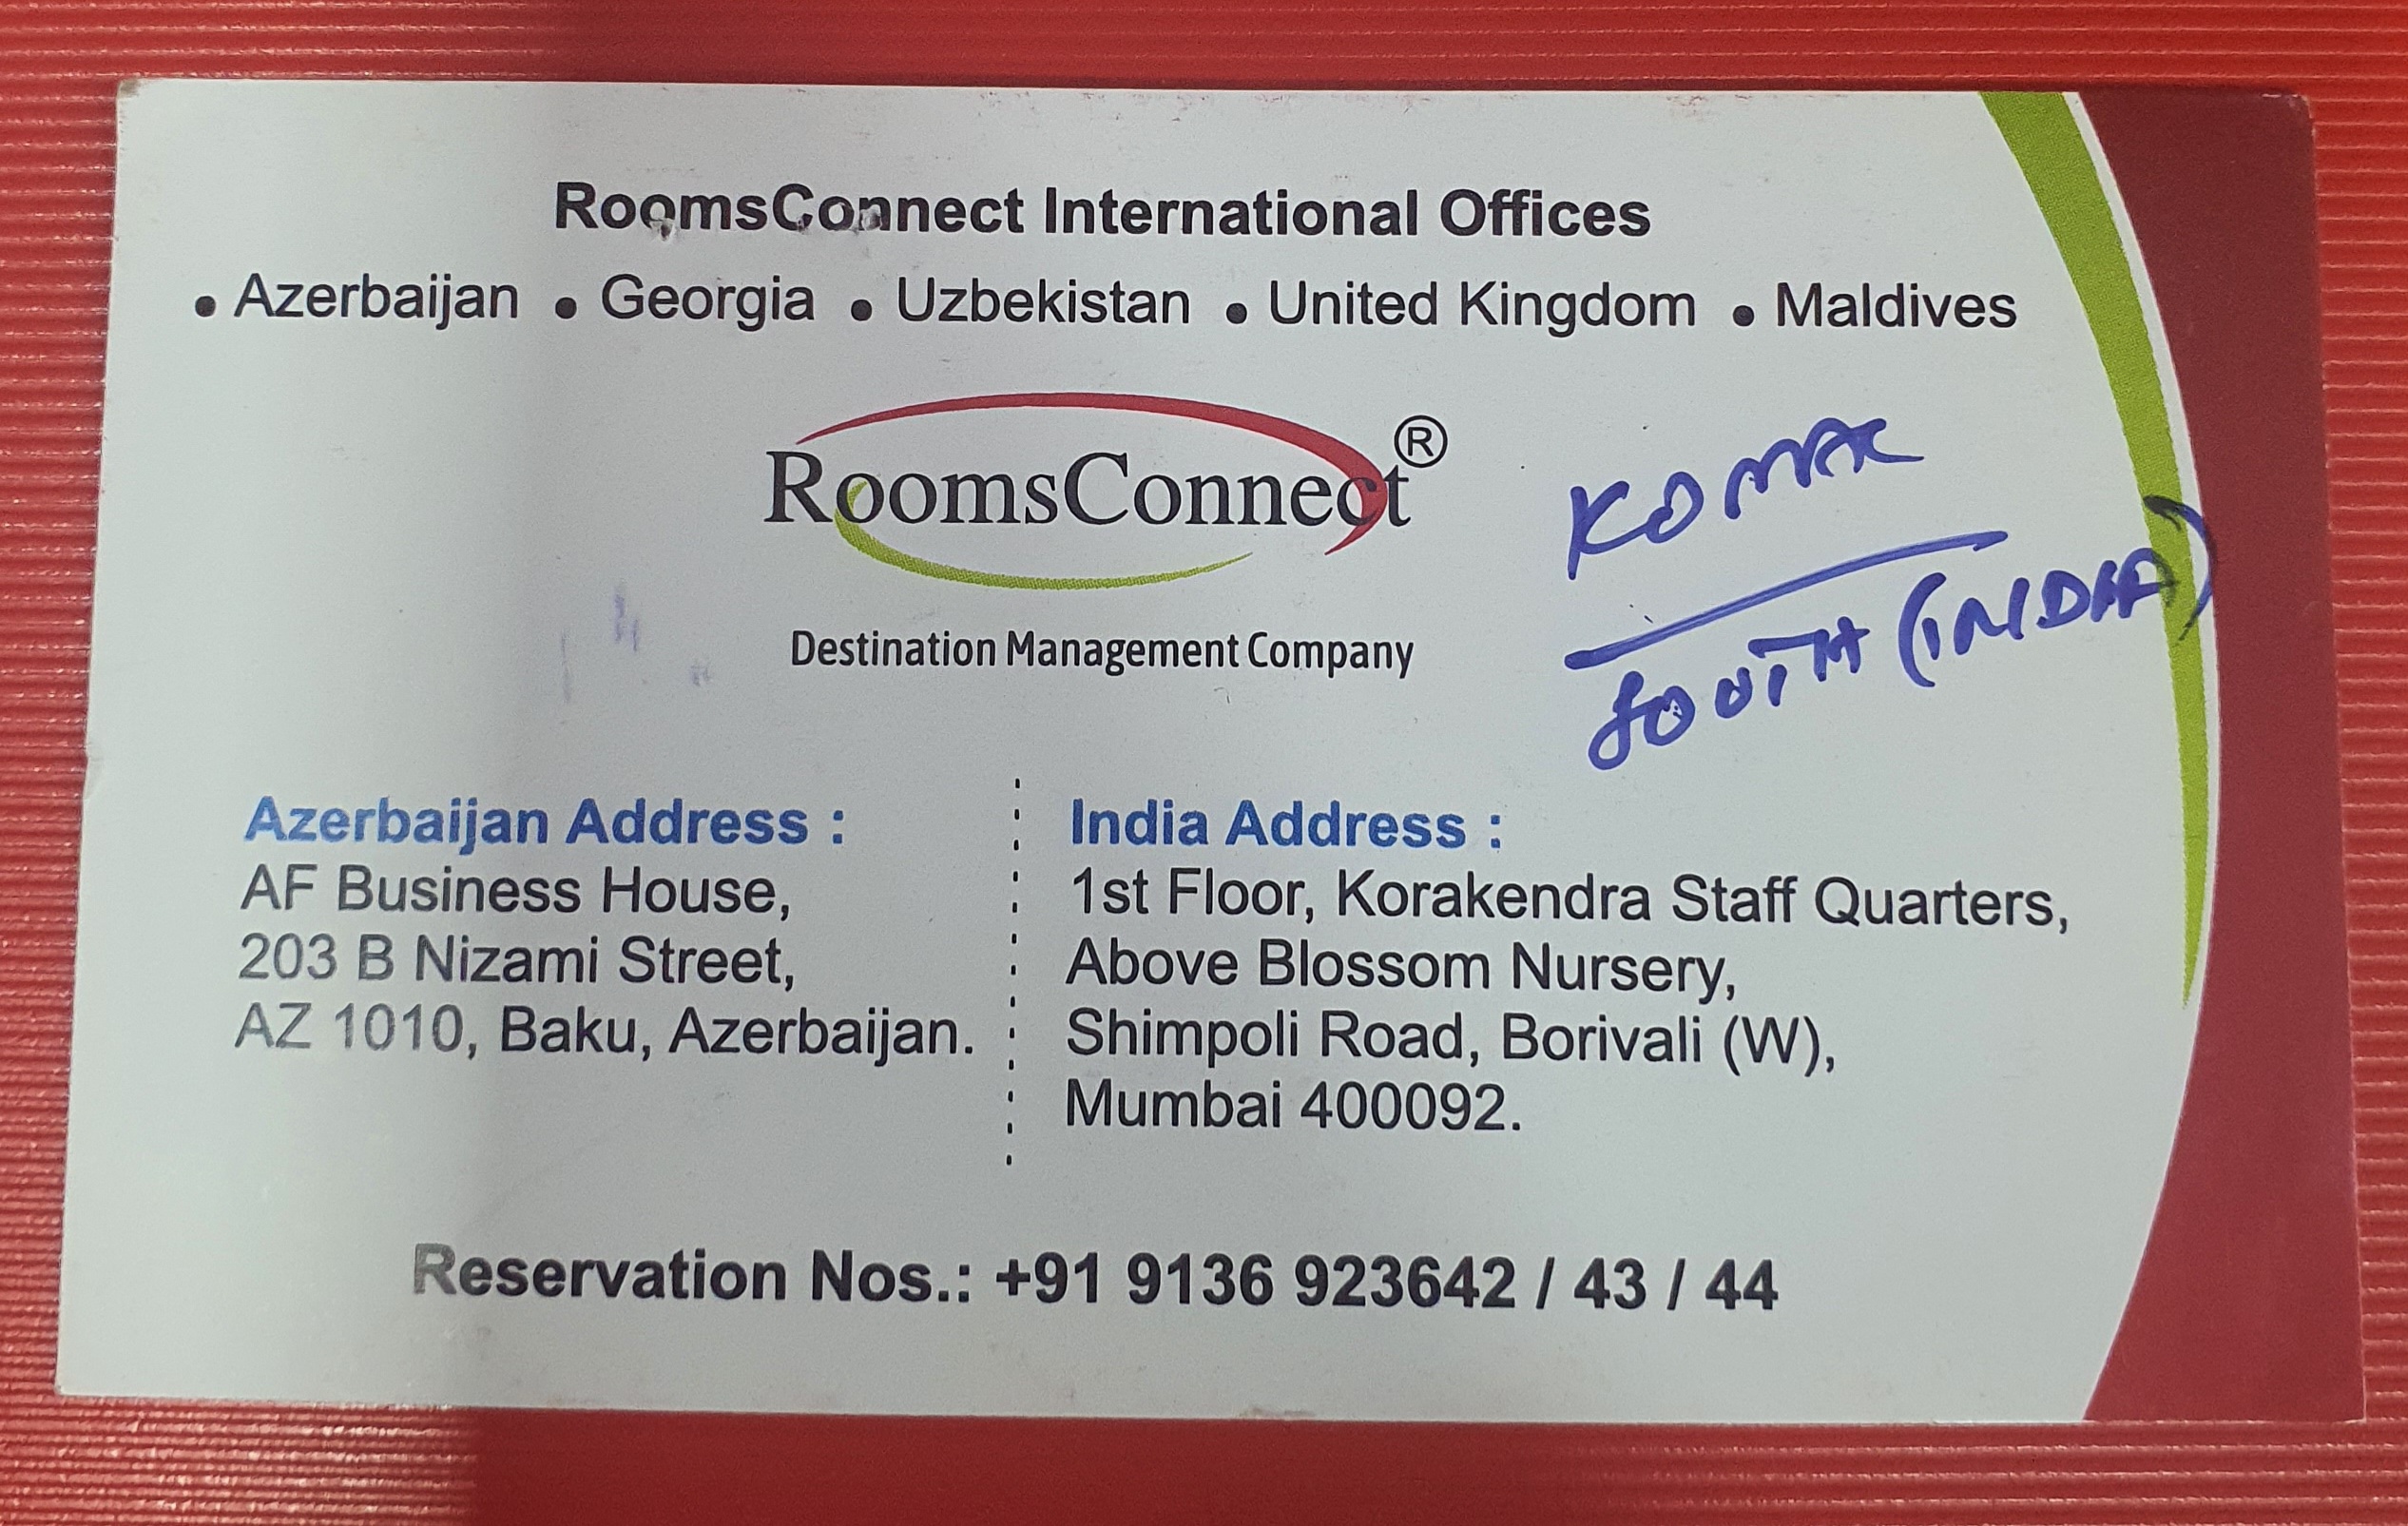 RoomsConnect International Offices
• Azerbaijan • Georgia • Uzbekistan • United Kingdom • Maldives
RoomsConnect®
Destination Management Company
SOUTH (INDIA)
Azerbaijan Address :
AF Business House,
203 B Nizami Street,
AZ 1010, Baku, Azerbaijan.
India Address :
1st Floor, Korakendra Staff Quarters,
Above Blossom Nursery,
Shimpoli Road, Borivali (W),
Mumbai 400092.
Reservation Nos.: +91 9136 923642 / 43 / 44